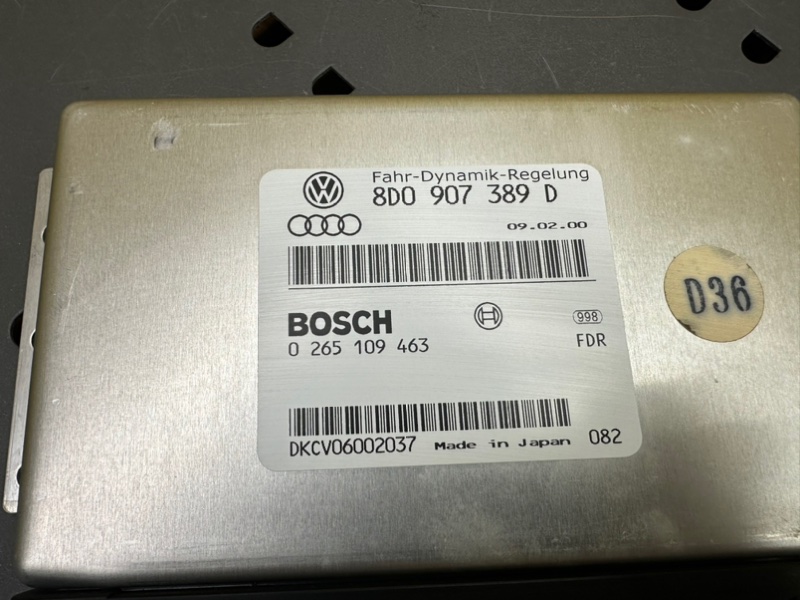 Fahr-Dynamik-Regelung
8D0 907 389 D
09.02.00
BOSCH
998
0 265 109 463
FDR
D36
DKCV06002037 Made in Japan 082